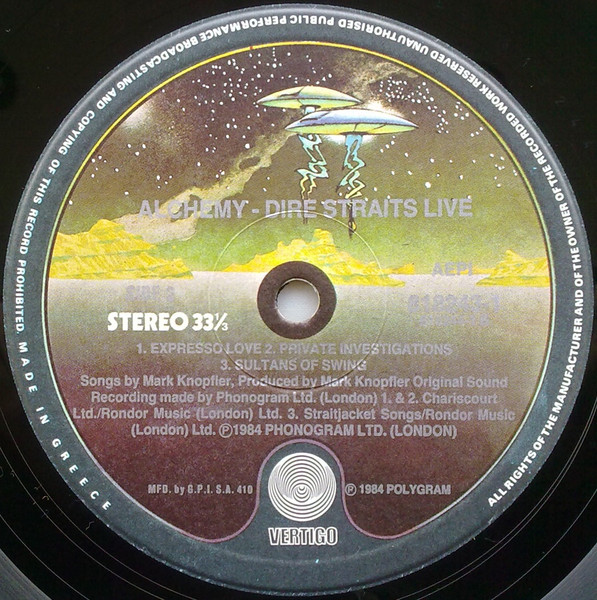 BROADCASTING AND COPYING OF THIS RECORD PROHIBITED. MADE IN GREECE
ALL RIGHTS OF THE MANUFACTURER AND OF THE OWNER OF THE RECORDED WORK RESERVED UNAUTHORISED PUBLIC PERFORMANCE
ALCHEMY - DIRE STRAITS LIVE
AEPI
STEREO 33⅓
1. EXPRESSO LOVE 2. PRIVATE INVESTIGATIONS
3. SULTANS OF SWING
Songs by Mark Knopfler, Produced by Mark Knopfler Original Sound
Recording made by Phonogram Ltd. (London) 1. & 2. Chariscourt
Ltd./Rondor Music (London) Ltd. 3. Straitjacket Songs/Rondor Music
(London) Ltd. ℗1984 PHONOGRAM LTD. (LONDON)
MFD. by G.P.I. S.A. 410
℗ 1984 POLYGRAM
VERTIGO